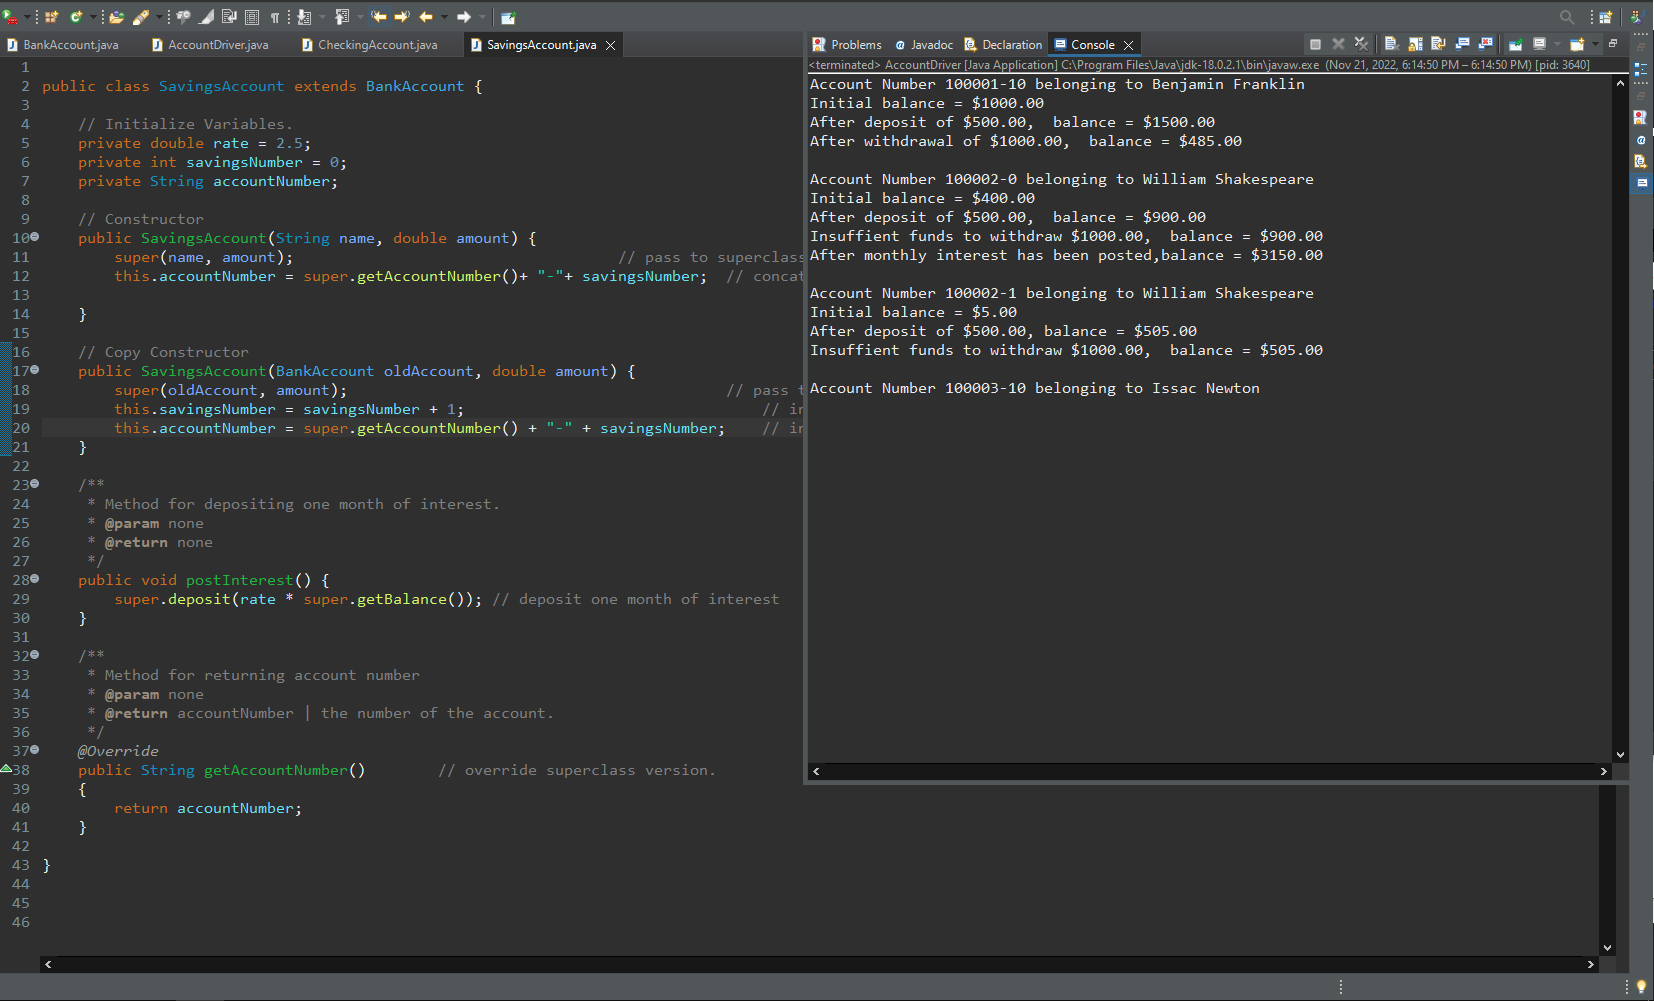 BankAccount.java AccountDriver.java CheckingAccount.java SavingsAccount.java
1
2 public class SavingsAccount extends BankAccount {
3
4 // Initialize Variables.
5 private double rate = 2.5;
6 private int savingsNumber = 0;
7 private String accountNumber;
8
9 // Constructor
10 public SavingsAccount(String name, double amount) {
11 super(name, amount); // pass to superclass
12 this.accountNumber = super.getAccountNumber()+ "-"+ savingsNumber; // concat
13
14 }
15
16 // Copy Constructor
17 public SavingsAccount(BankAccount oldAccount, double amount) {
18 super(oldAccount, amount); // pass t
19 this.savingsNumber = savingsNumber + 1; // in
20 this.accountNumber = super.getAccountNumber() + "-" + savingsNumber; // in
21 }
22
23 /**
24 * Method for depositing one month of interest.
25 * @param none
26 * @return none
27 */
28 public void postInterest() {
29 super.deposit(rate * super.getBalance()); // deposit one month of interest
30 }
31
32 /**
33 * Method for returning account number
34 * @param none
35 * @return accountNumber | the number of the account.
36 */
37 @Override
38 public String getAccountNumber() // override superclass version.
39 {
40 return accountNumber;
41 }
42
43 }
44
45
46
Problems Javadoc Declaration Console
<terminated> AccountDriver [Java Application] C:\Program Files\Java\jdk-18.0.2.1\bin\javaw.exe (Nov 21, 2022, 6:14:50 PM – 6:14:50 PM) [pid: 3640]
Account Number 100001-10 belonging to Benjamin Franklin
Initial balance = $1000.00
After deposit of $500.00,  balance = $1500.00
After withdrawal of $1000.00,  balance = $485.00
Account Number 100002-0 belonging to William Shakespeare
Initial balance = $400.00
After deposit of $500.00,  balance = $900.00
Insuffient funds to withdraw $1000.00,  balance = $900.00
After monthly interest has been posted,balance = $3150.00
Account Number 100002-1 belonging to William Shakespeare
Initial balance = $5.00
After deposit of $500.00, balance = $505.00
Insuffient funds to withdraw $1000.00,  balance = $505.00
Account Number 100003-10 belonging to Issac Newton